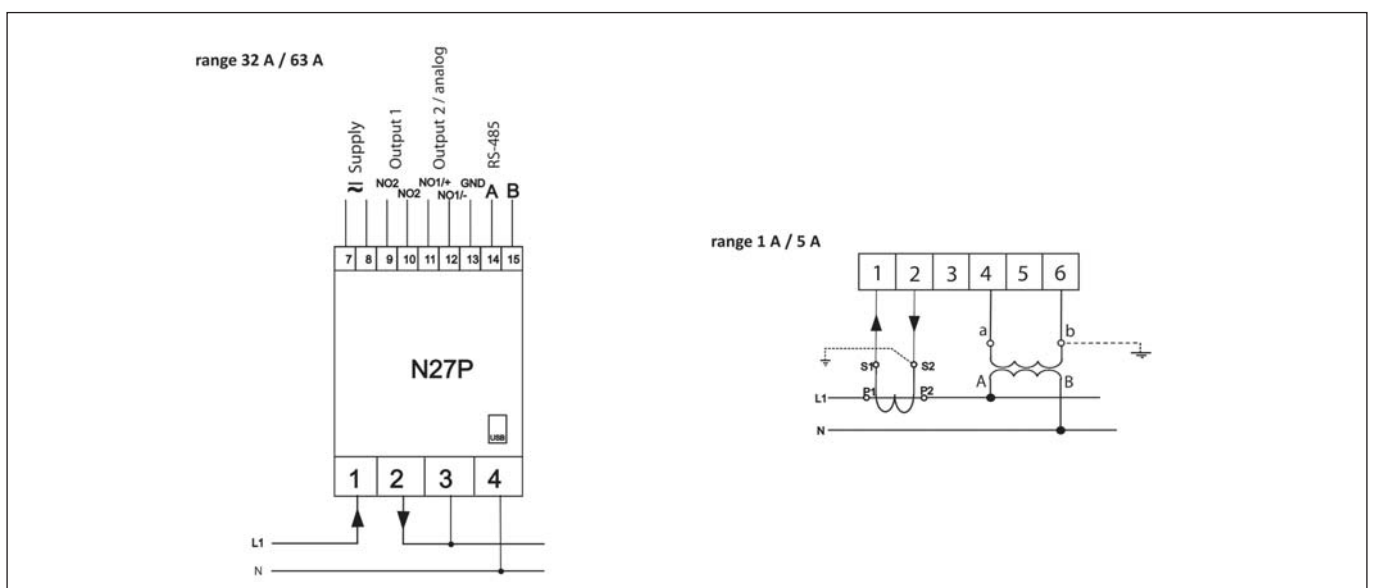 range 32 A / 63 A
≂ Supply
Output 1
Output 2 / analog
RS-485
NO2
NO2
NO1/+
NO1/-
GND
A B
7 8 9 10 11 12 13 14 15
N27P
USB
1 2 3 4
L1
N
range 1 A / 5 A
1 2 3 4 5 6
a b
S1 S2
A B
P1 P2
L1
N